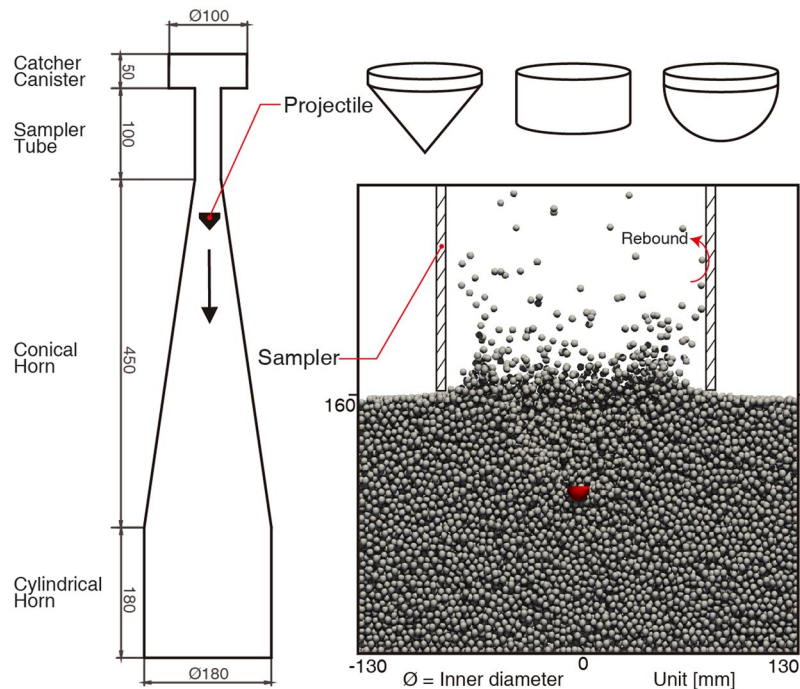 Ø100
Catcher
Canister
50
Sampler
Tube
100
Projectile
Conical
Horn
450
Cylindrical
Horn
180
Ø180
Rebound
Sampler
160
-130
0
130
Ø = Inner diameter
Unit [mm]